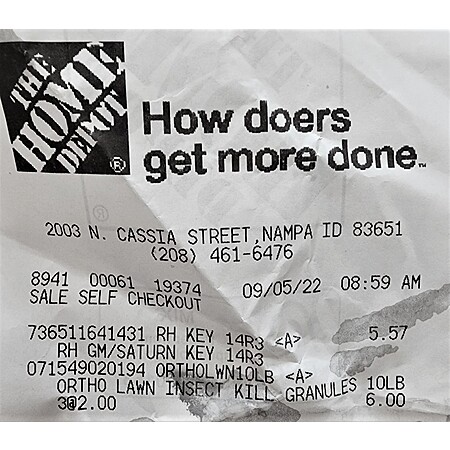 THE
HOME
DEPOT
®
How doers
get more done™
2003 N. CASSIA STREET,NAMPA ID 83651
(208) 461-6476
8941 00061 19374 09/05/22 08:59 AM
SALE SELF CHECKOUT
736511641431 RH KEY 14R3 <A> 5.57
RH GM/SATURN KEY 14R3
071549020194 ORTHOLWN10LB <A>
ORTHO LAWN INSECT KILL GRANULES 10LB
3@2.00 6.00